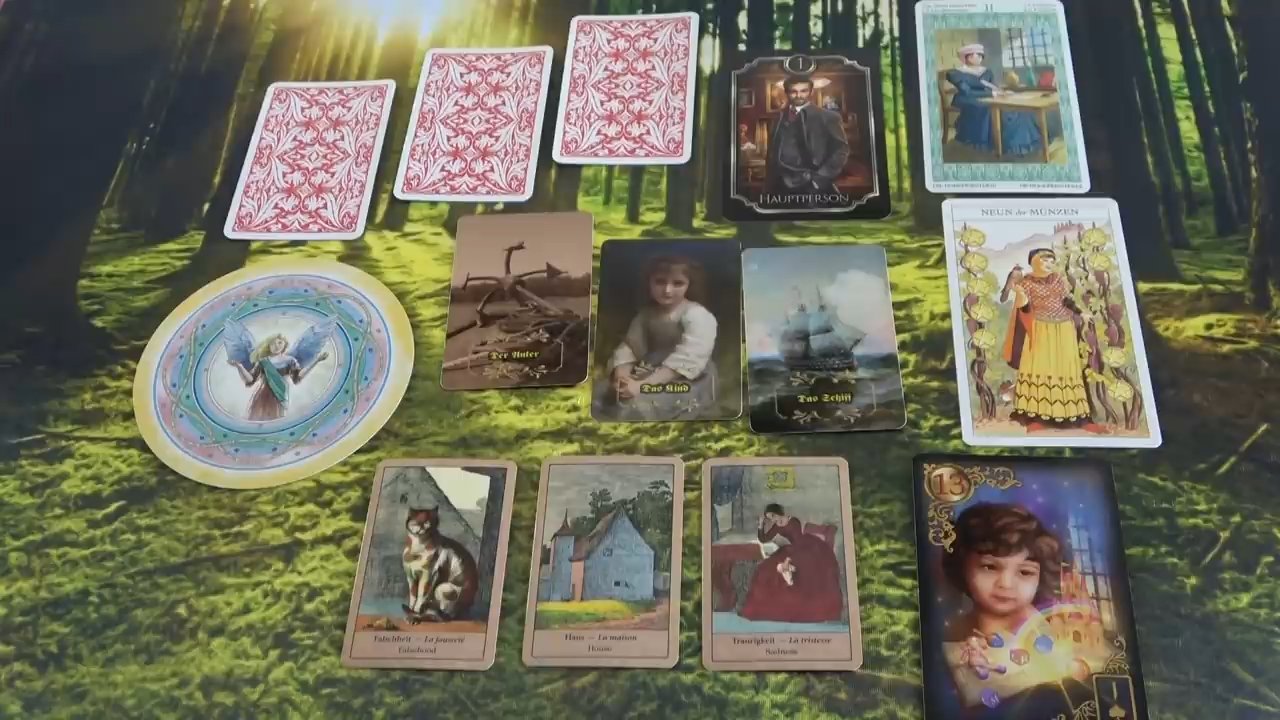 1
HAUPTPERSON
NEUN der MÜNZEN
Der Anker
Das Kind
Das Schiff
Falschheit — La fausseté
Falsehood
Haus — La maison
House
Traurigkeit — La tristesse
Sadness
13